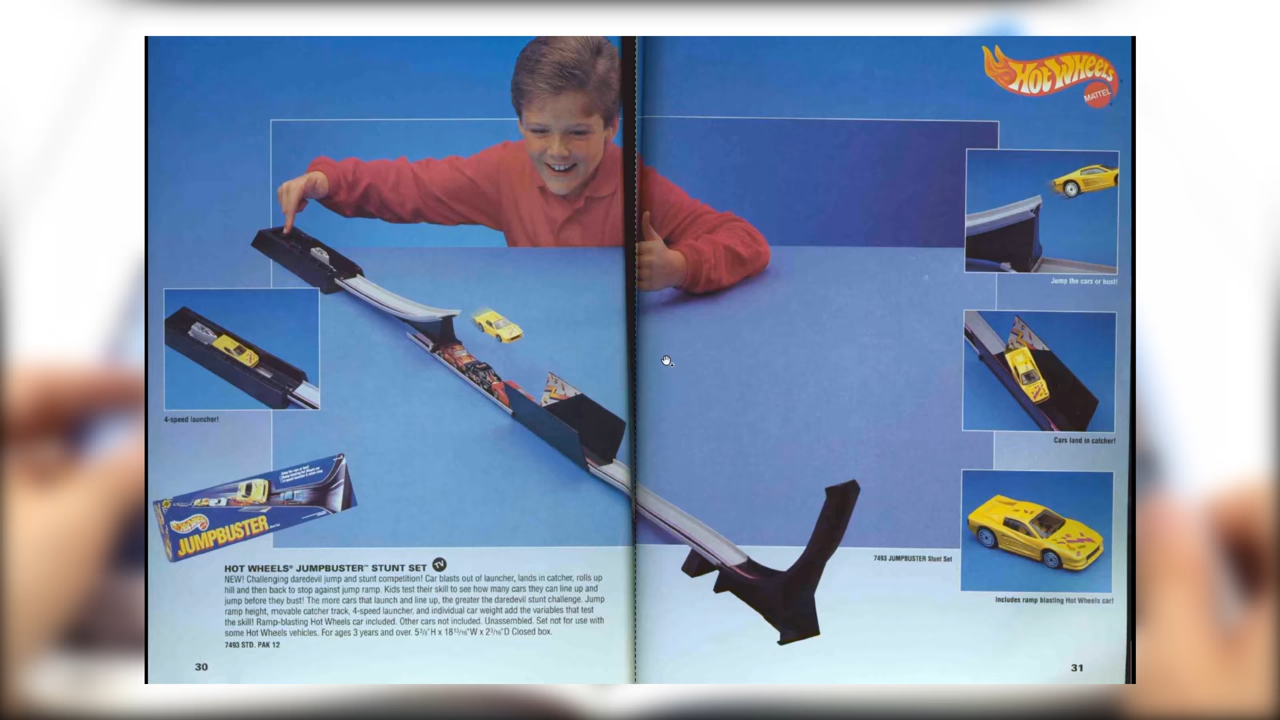 HOT WHEELS
MATTEL
Jump the cars or bust!
4-speed launcher!
Cars land in catcher!
JUMPBUSTER
7493 JUMPBUSTER Stunt Set
Includes ramp blasting Hot Wheels car!
HOT WHEELS® JUMPBUSTER™ STUNT SET TV
NEW! Challenging daredevil jump and stunt competition! Car blasts out of launcher, lands in catcher, rolls up
hill and then back to stop against jump ramp. Kids test their skill to see how many cars they can line up and
jump before they bust! The more cars that launch and line up, the greater the daredevil stunt challenge. Jump
ramp height, movable catcher track, 4-speed launcher, and individual car weight add the variables that test
the skill! Ramp-blasting Hot Wheels car included. Other cars not included. Unassembled. Set not for use with
some Hot Wheels vehicles. For ages 3 years and over. Closed box.
7493 STD. PAK 12
30
31